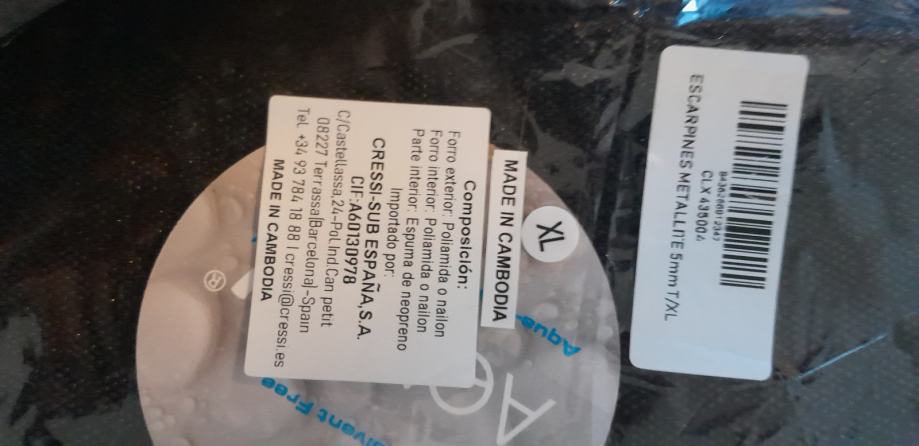 Composición:
Forro exterior: Poliamida o nailon
Forro interior: Poliamida o nailon
Parte interior: Espuma de neopreno
Importado por:
CRESSI-SUB ESPAÑA,S.A.
CIF:A60130978
C/Castellassa,24-Pol.Ind.Can petit
08227 Terrassa|Barcelona|-Spain
Tel. +34 93 784 18 88 | cressi@cressi.es
MADE IN CAMBODIA
MADE IN CAMBODIA
XL
Aqua-
Solvent Free
CLX435004
ESCARPINES METALLITE 5mm T/XL